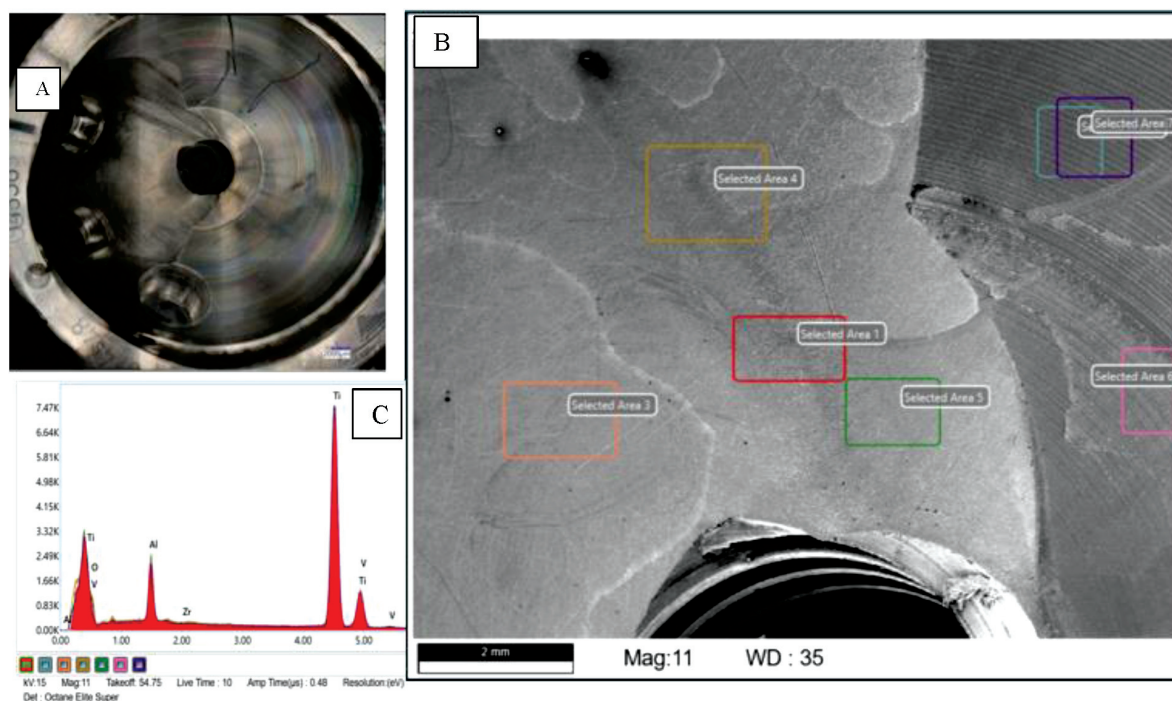 A
B
Selected Area
Selected Area 4
Selected Area 1
Selected Area 6
Selected Area 3
Selected Area 5
2 mm
Mag:11
WD : 35
C
7.47K
6.64K
5.81K
4.98K
4.15K
3.32K
2.49K
1.66K
0.83K
0.00K
Ti
Ti
O
V
Al
Al
Zr
V
Ti
V
0.00
1.00
2.00
3.00
4.00
5.00
kV:15 Mag:11 Takeoff: 54.75 Live Time : 10 Amp Time(μs) : 0.48 Resolution:(eV)
Det : Octane Elite Super